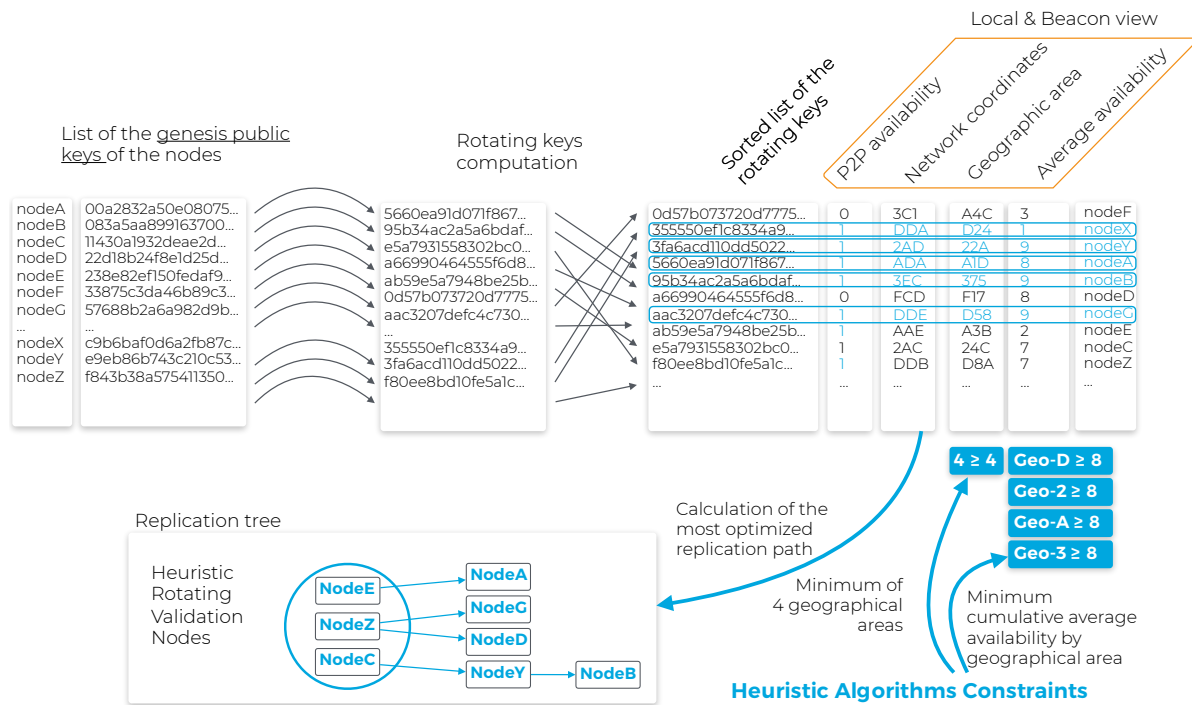 Local & Beacon view
List of the genesis public
keys of the nodes
Rotating keys
computation
Sorted list of the
rotating keys
P2P availability
Network coordinates
Geographic area
Average availability
nodeA 00a2832a50e08075...
nodeB 083a5aa899163700...
nodeC 11430a1932deae2d...
nodeD 22d18b24f8e1d25d...
nodeE 238e82ef150fedaf9...
nodeF 33875c3da46b89c3...
nodeG 57688b2a6a982d9b...
... ...
nodeX c9b6baf0d6a2fb87c...
nodeY e9eb86b743c210c53...
nodeZ f843b38a575411350...
5660ea91d071f867...
95b34ac2a5a6bdaf...
e5a7931558302bc0...
a66990464555f6d8...
ab59e5a7948be25b...
0d57b073720d7775...
aac3207defc4c730...
...
355550ef1c8334a9...
3fa6acd110dd5022...
f80ee8bd10fe5a1c...
0d57b073720d7775... 0 3C1 A4C 3 nodeF
355550ef1c8334a9... 1 DDA D24 1 nodeX
3fa6acd110dd5022... 1 2AD 22A 9 nodeY
5660ea91d071f867... 1 ADA A1D 8 nodeA
95b34ac2a5a6bdaf... 1 3EC 375 9 nodeB
a66990464555f6d8... 0 FCD F17 8 nodeD
aac3207defc4c730... 1 DDE D58 9 nodeG
ab59e5a7948be25b... 1 AAE A3B 2 nodeE
e5a7931558302bc0... 1 2AC 24C 7 nodeC
f80ee8bd10fe5a1c... 1 DDB D8A 7 nodeZ
... ... ... ... ... ...
4 ≥ 4
Geo-D ≥ 8
Geo-2 ≥ 8
Geo-A ≥ 8
Geo-3 ≥ 8
Calculation of the
most optimized
replication path
Minimum of
4 geographical
areas
Minimum
cumulative average
availability by
geographical area
Heuristic Algorithms Constraints
Replication tree
Heuristic
Rotating
Validation
Nodes
NodeE
NodeZ
NodeC
NodeA
NodeG
NodeD
NodeY
NodeB